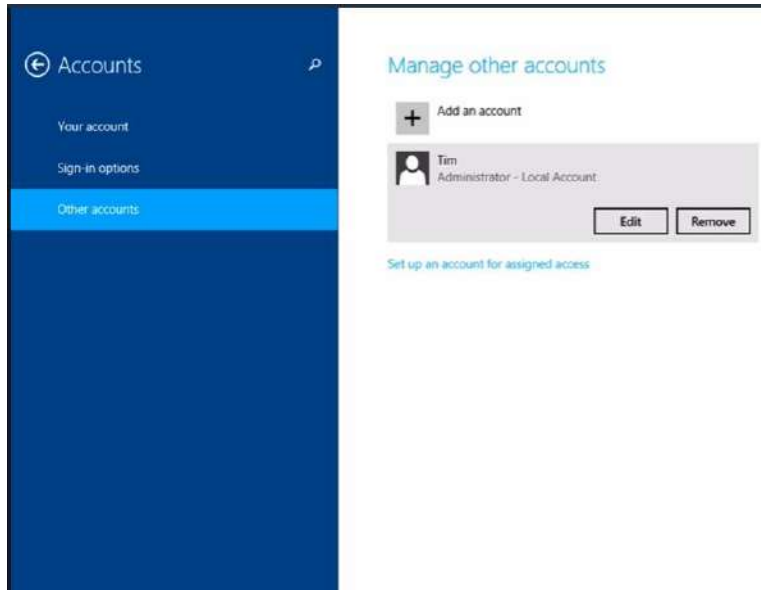 Accounts
Your account
Sign-in options
Other accounts
Manage other accounts
Add an account
Tim
Administrator - Local Account
Edit
Remove
Set up an account for assigned access